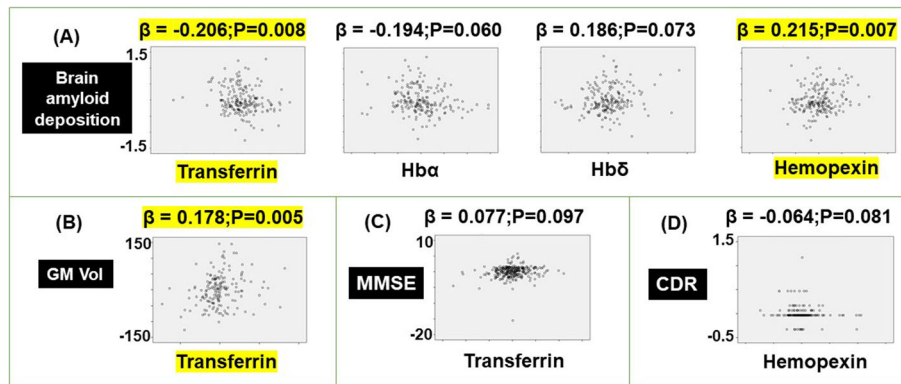 (A)
β = -0.206;P=0.008
β = -0.194;P=0.060
β = 0.186;P=0.073
β = 0.215;P=0.007
1.5
Brain
amyloid
deposition
-1.5
Transferrin
Hbα
Hbδ
Hemopexin
(B)
β = 0.178;P=0.005
150
GM Vol
-150
Transferrin
(C)
β = 0.077;P=0.097
10
MMSE
-20
Transferrin
(D)
β = -0.064;P=0.081
1.5
CDR
-0.5
Hemopexin